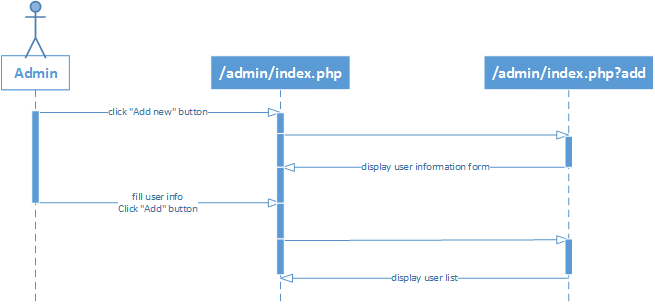 Admin
/admin/index.php
/admin/index.php?add
click "Add new" button
display user information form
fill user info
Click "Add" button
display user list